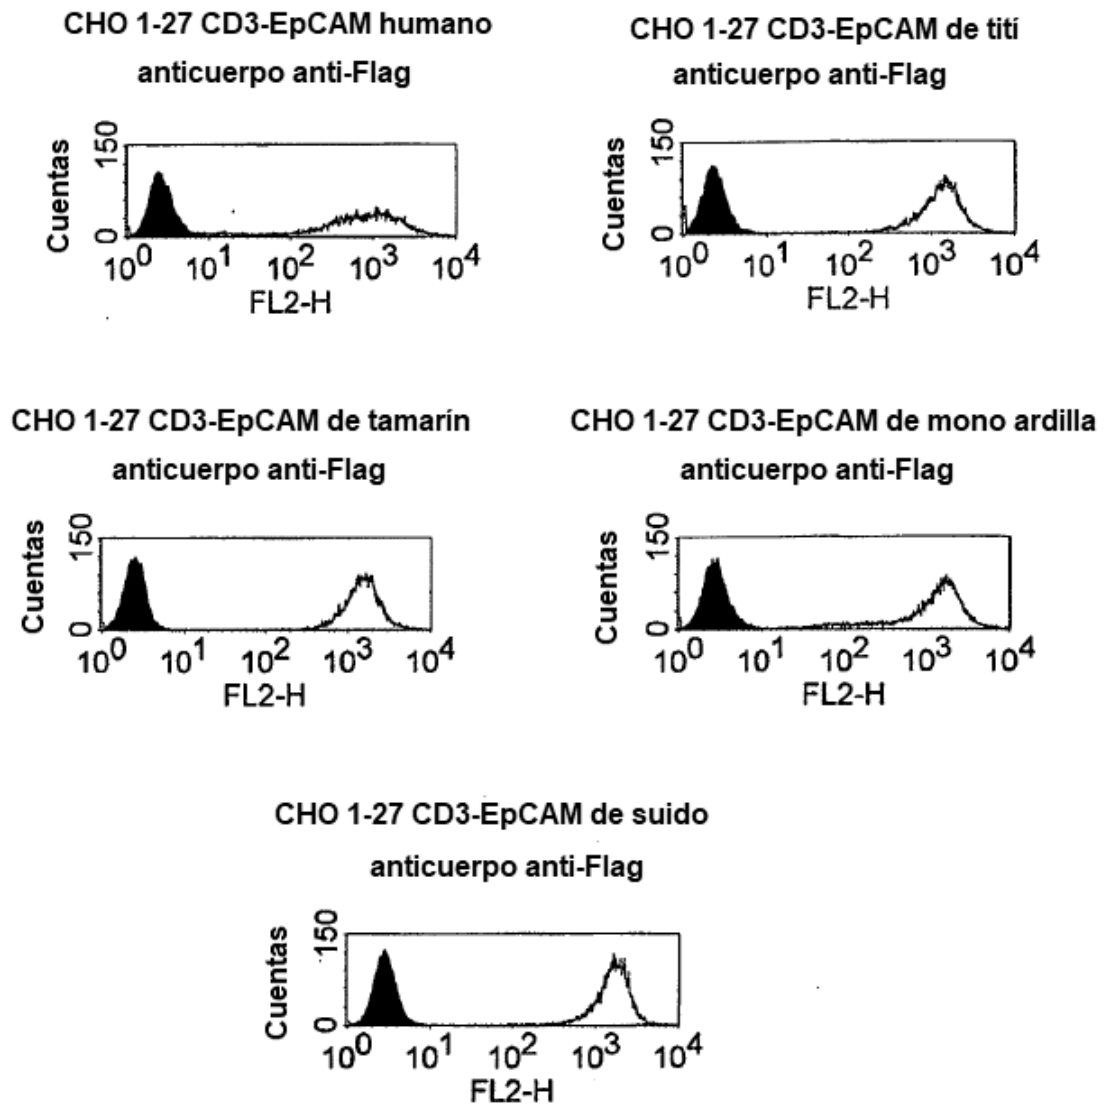 CHO 1-27 CD3-EpCAM humano
anticuerpo anti-Flag
Cuentas
150
0
10^0 10^1 10^2 10^3 10^4
FL2-H
CHO 1-27 CD3-EpCAM de tití
anticuerpo anti-Flag
Cuentas
150
0
10^0 10^1 10^2 10^3 10^4
FL2-H
CHO 1-27 CD3-EpCAM de tamarín
anticuerpo anti-Flag
Cuentas
150
0
10^0 10^1 10^2 10^3 10^4
FL2-H
CHO 1-27 CD3-EpCAM de mono ardilla
anticuerpo anti-Flag
Cuentas
150
0
10^0 10^1 10^2 10^3 10^4
FL2-H
CHO 1-27 CD3-EpCAM de suido
anticuerpo anti-Flag
Cuentas
150
0
10^0 10^1 10^2 10^3 10^4
FL2-H